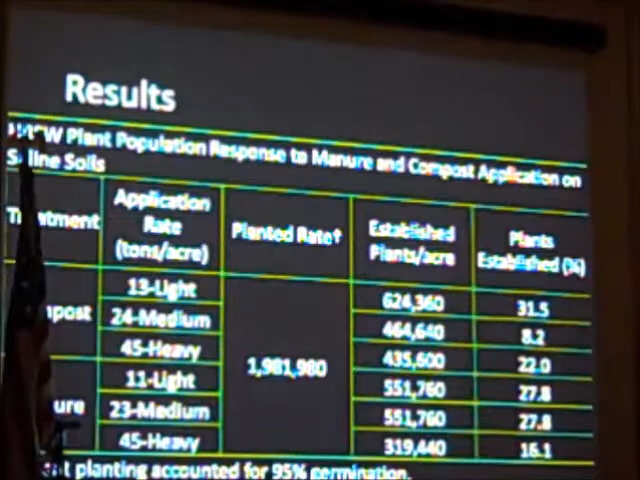 Results
Plant Population Response to Manure and Compost Application on
Saline Soils
Treatment Application Rate (tons/acre) Planted Rate† Established Plants/acre Plants Established (%)
13-Light 624,360 31.5
24-Medium 464,640 8.2
45-Heavy 435,600 22.0
1,981,980
11-Light 551,760 27.8
23-Medium 551,760 27.8
45-Heavy 319,440 16.1
planting accounted for 95% germination.